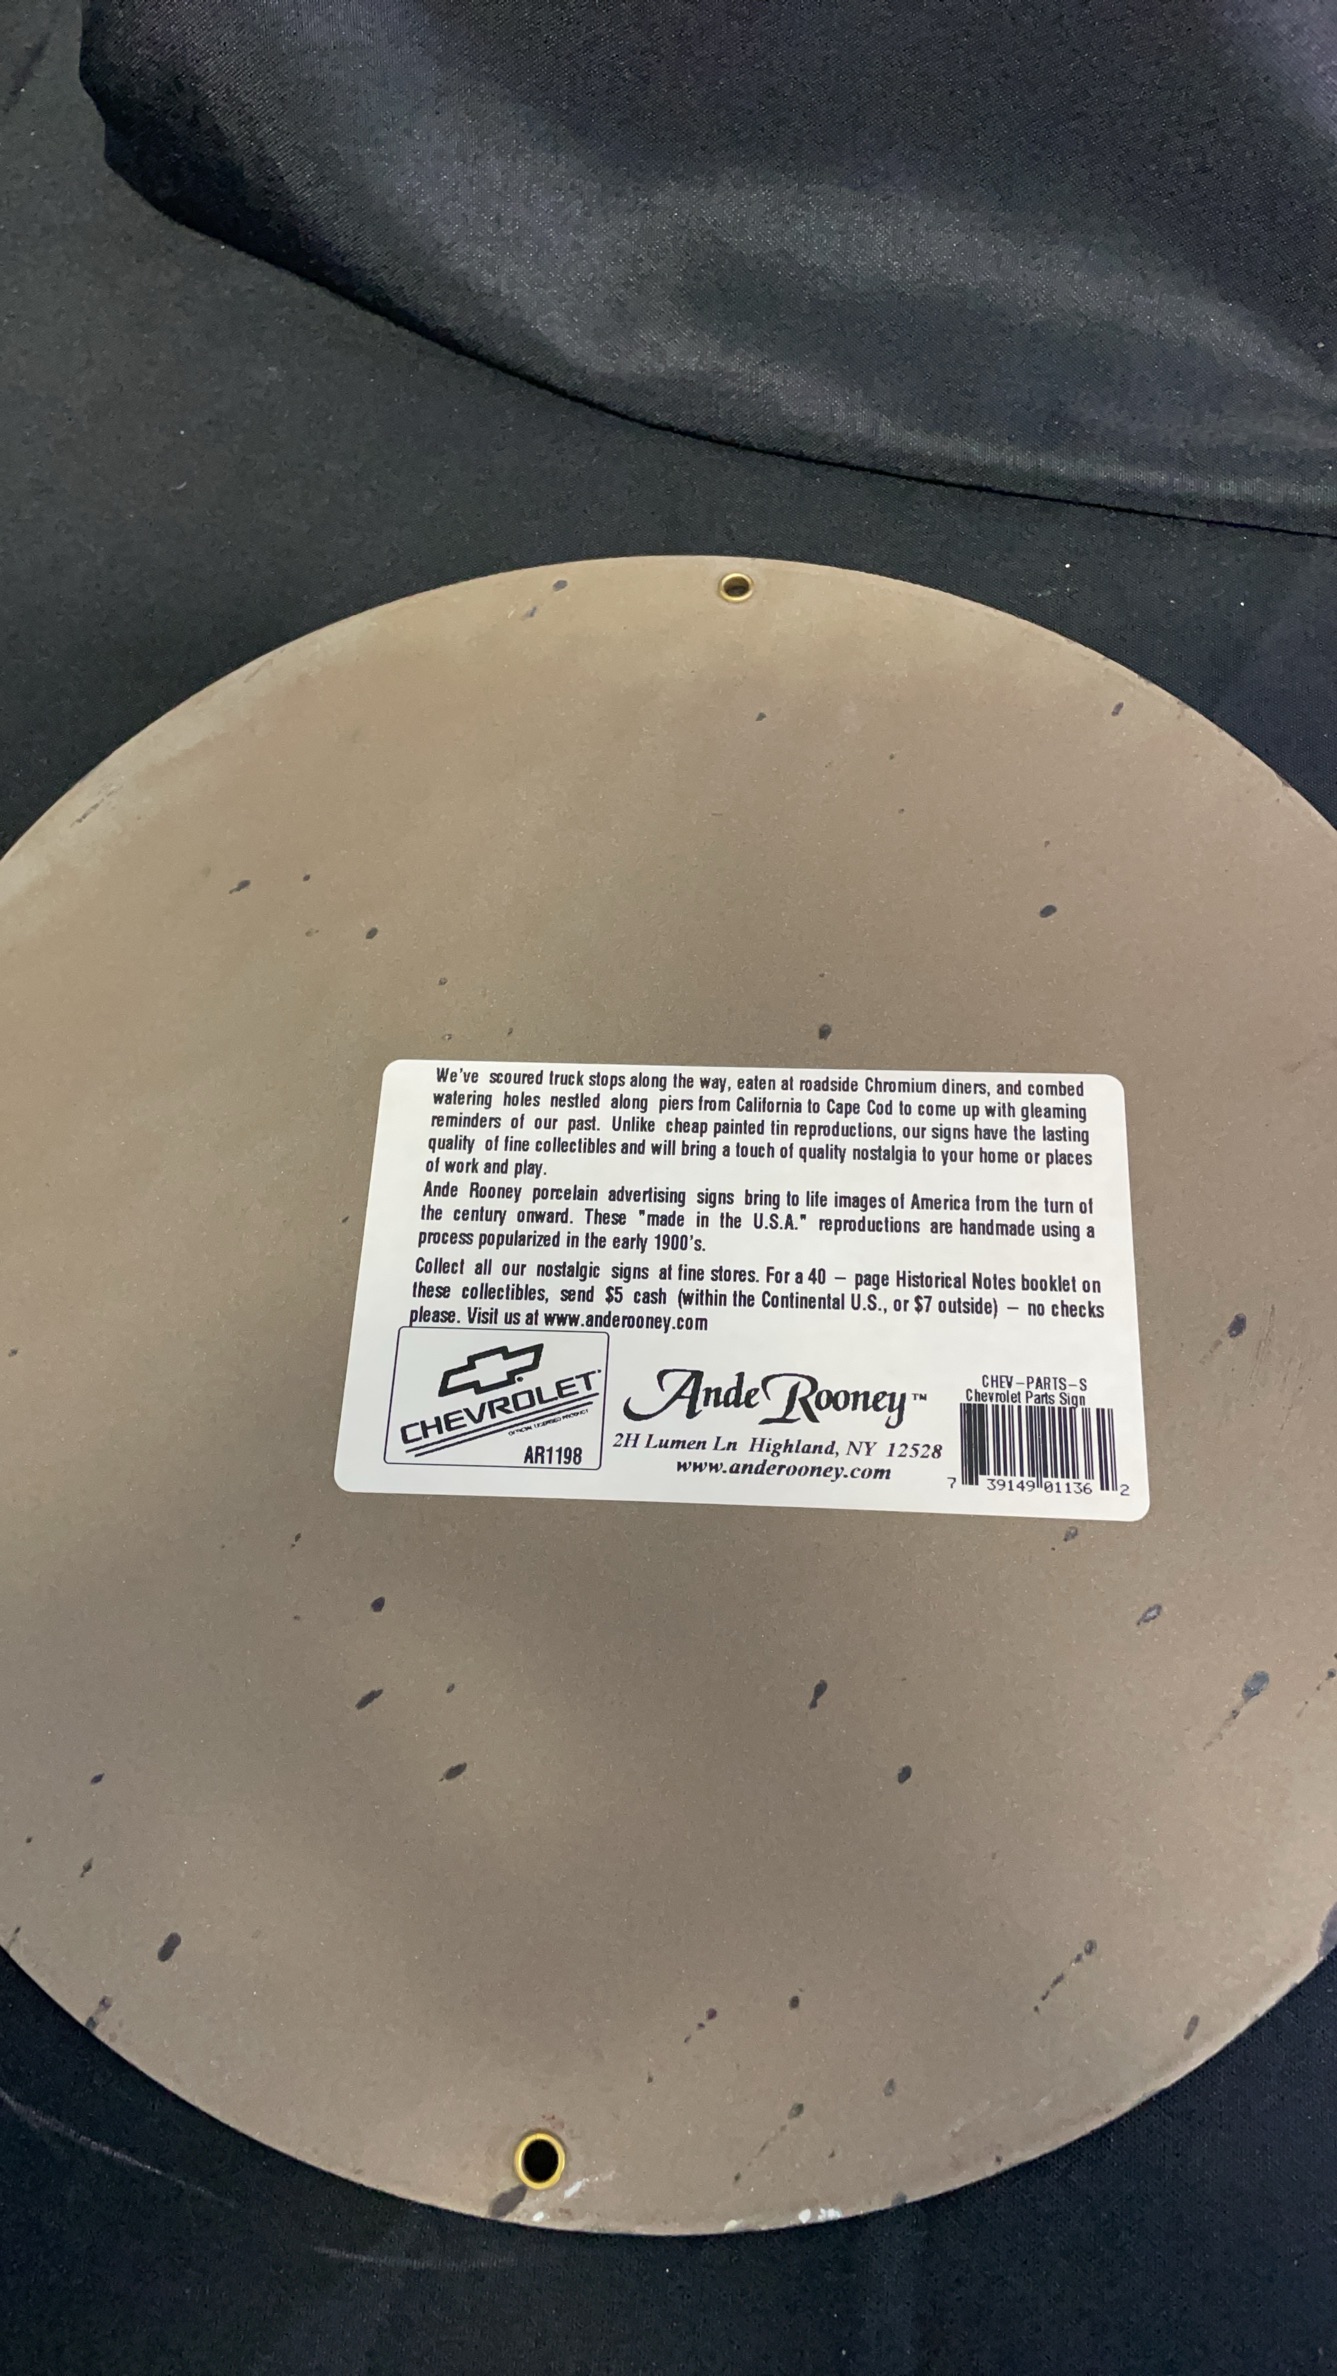 We've scoured truck stops along the way, eaten at roadside Chromium diners, and combed
watering holes nestled along piers from California to Cape Cod to come up with gleaming
reminders of our past. Unlike cheap painted tin reproductions, our signs have the lasting
quality of fine collectibles and will bring a touch of quality nostalgia to your home or places
of work and play.
Ande Rooney porcelain advertising signs bring to life images of America from the turn of
the century onward. These "made in the U.S.A." reproductions are handmade using a
process popularized in the early 1900's.
Collect all our nostalgic signs at fine stores. For a 40 – page Historical Notes booklet on
these collectibles, send $5 cash (within the Continental U.S., or $7 outside) – no checks
please. Visit us at www.anderooney.com
CHEVROLET
OFFICIAL LICENSED PRODUCT
AR1198
Ande Rooney™
2H Lumen Ln Highland, NY 12528
www.anderooney.com
CHEV-PARTS-S
Chevrolet Parts Sign
7 39149 01136 2